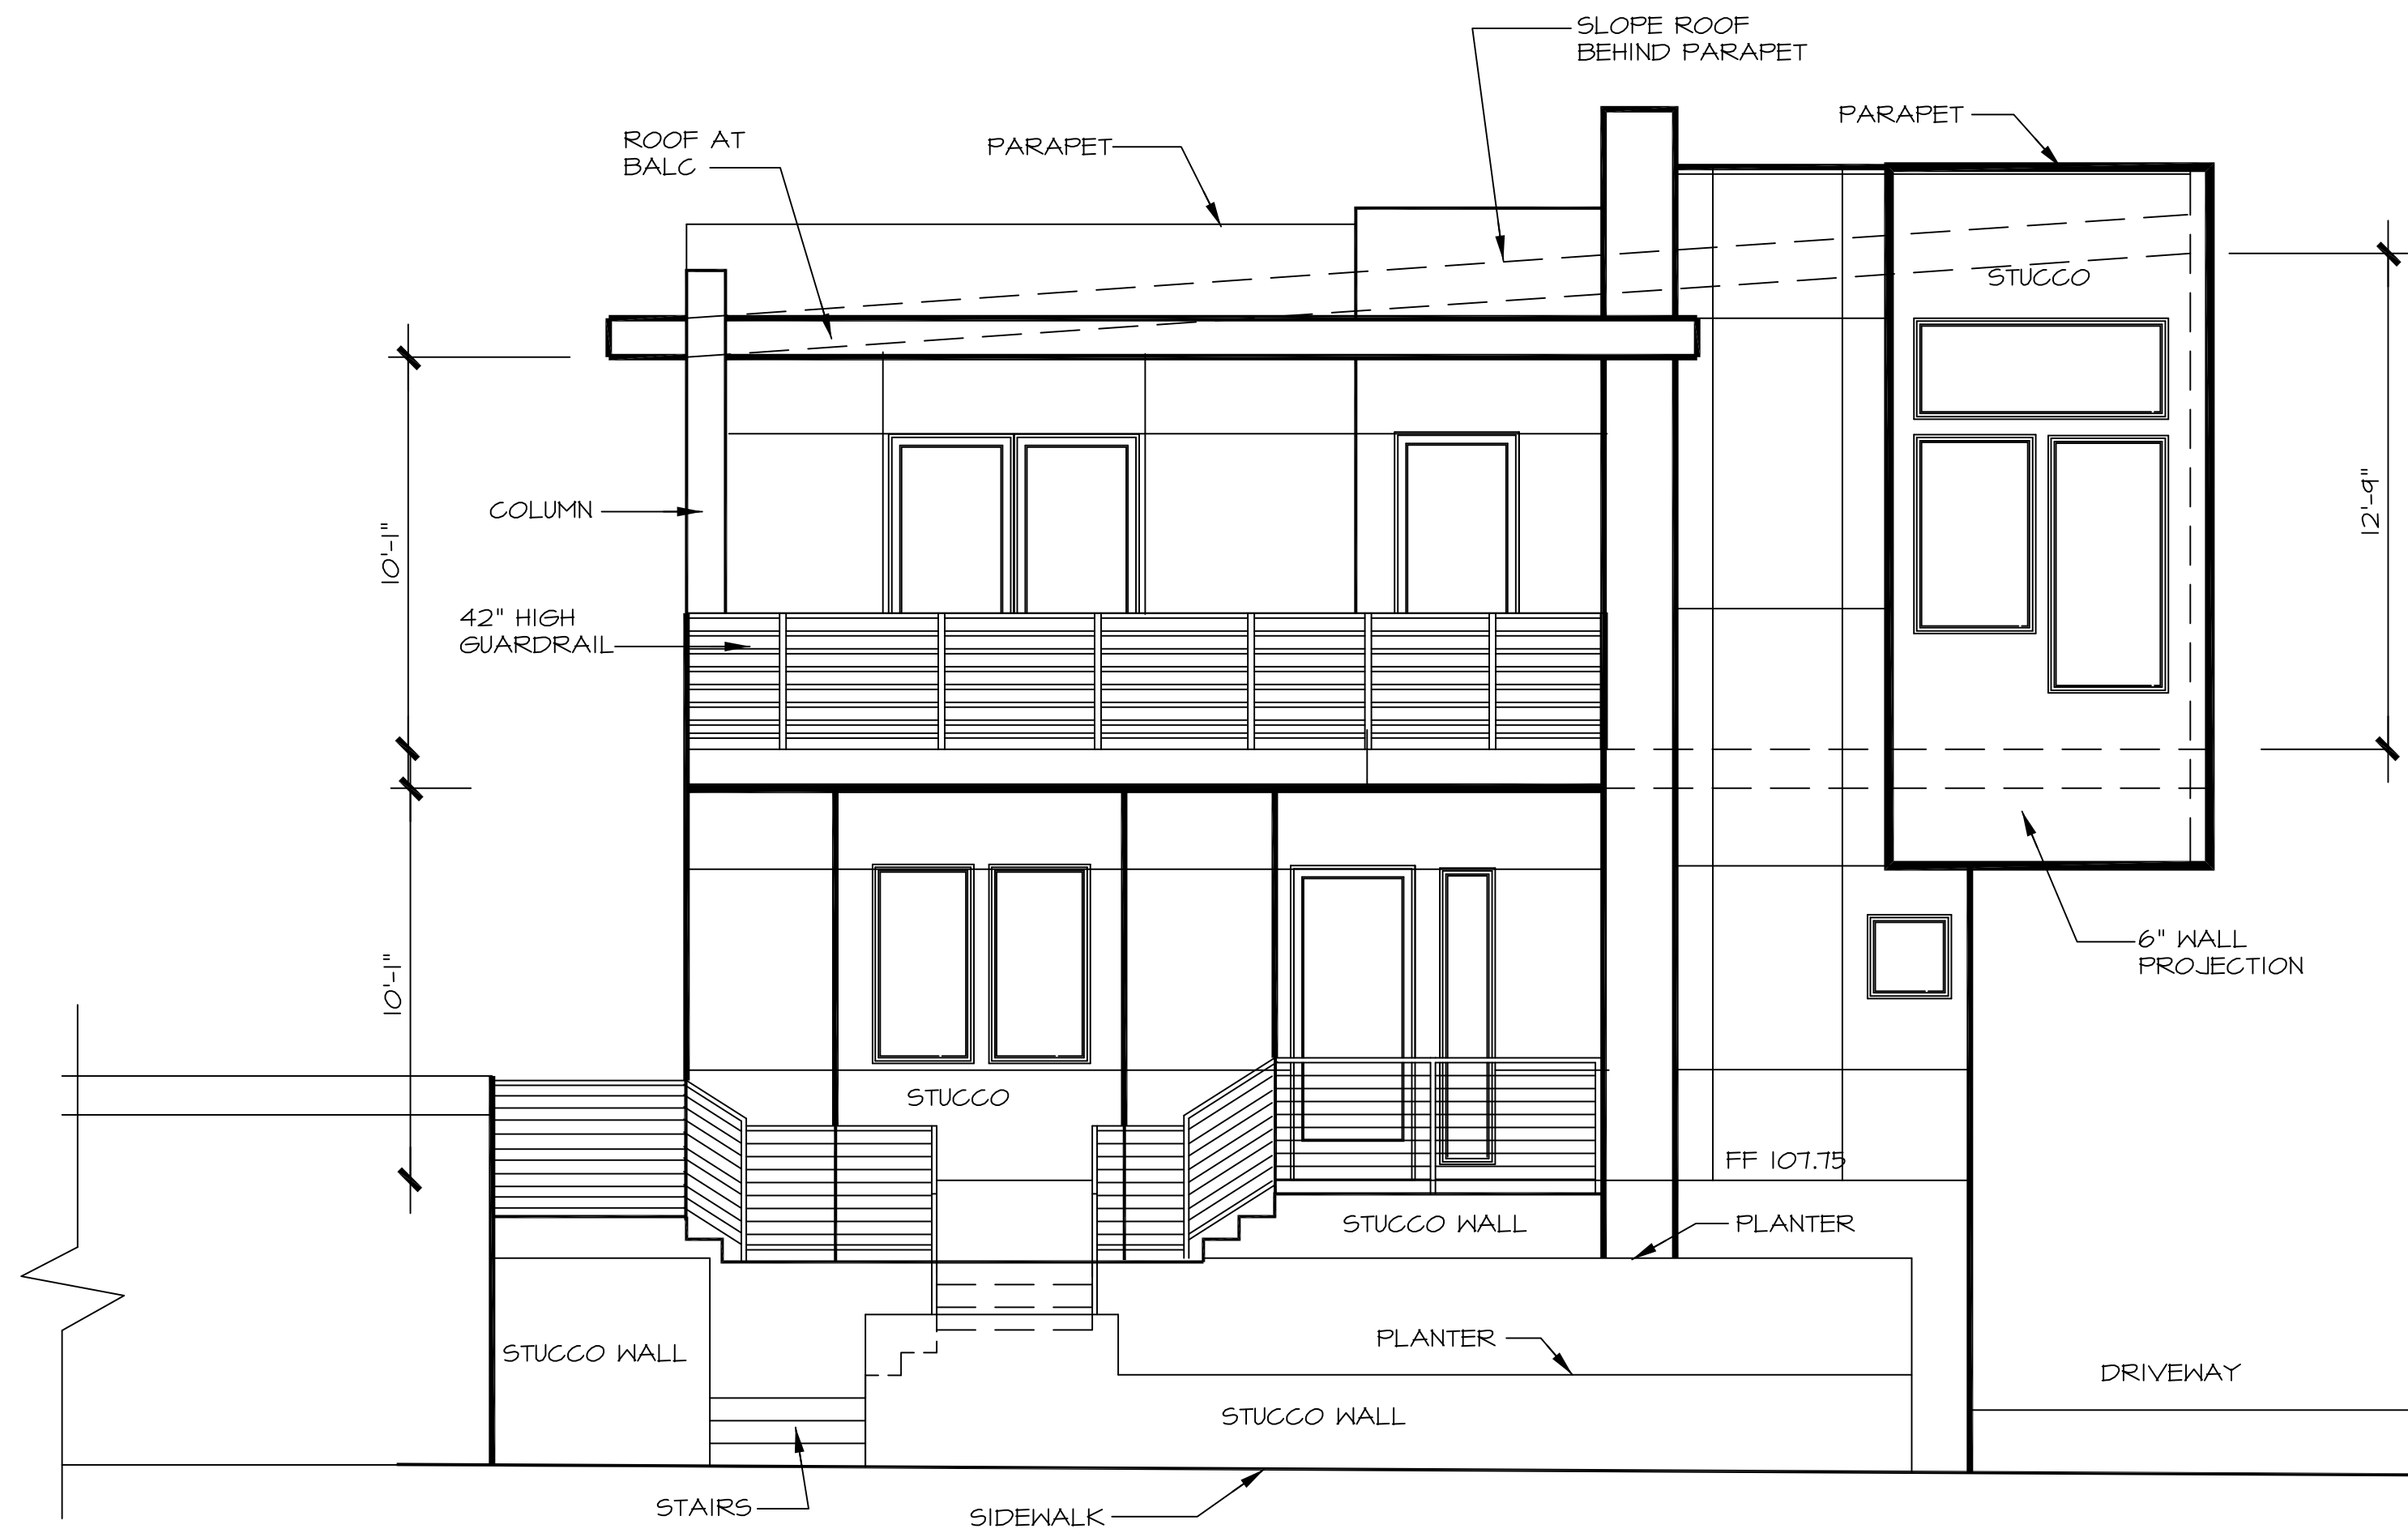 SLOPE ROOF
BEHIND PARAPET
PARAPET
ROOF AT
BALC
PARAPET
STUCCO
COLUMN
10'-1"
12'-9"
42" HIGH
GUARDRAIL
6" WALL
PROJECTION
10'-1"
STUCCO
FF 107.75
STUCCO WALL
PLANTER
STUCCO WALL
PLANTER
DRIVEWAY
STUCCO WALL
STAIRS
SIDEWALK